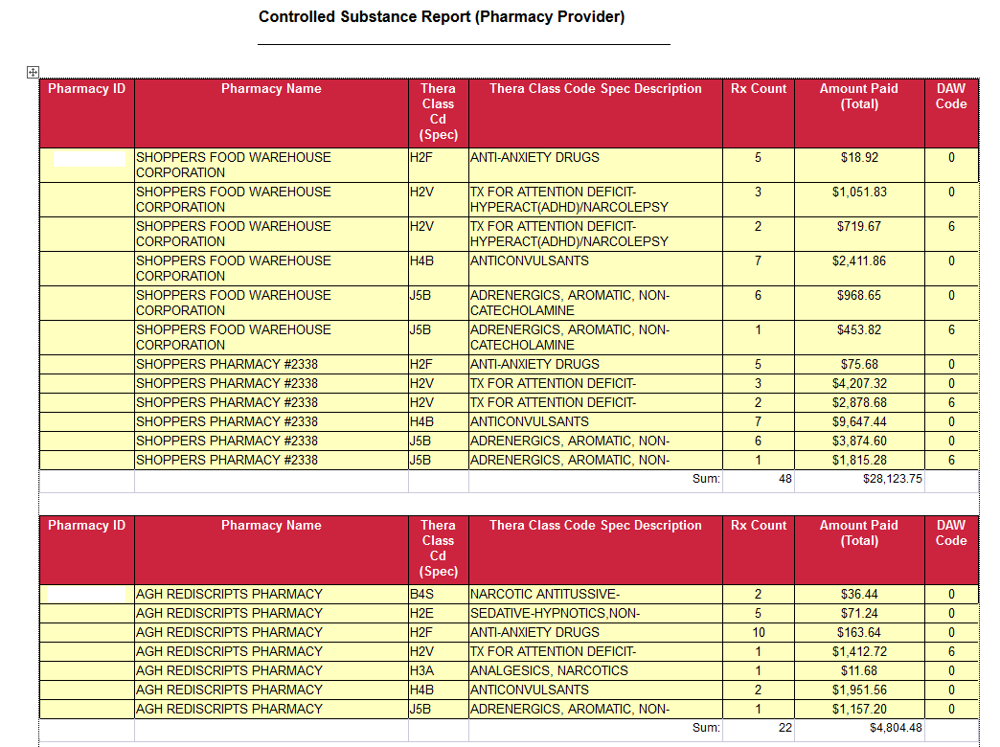 Controlled Substance Report (Pharmacy Provider)
Pharmacy ID Pharmacy Name Thera Class Cd (Spec) Thera Class Code Spec Description Rx Count Amount Paid (Total) DAW Code
SHOPPERS FOOD WAREHOUSE CORPORATION H2F ANTI-ANXIETY DRUGS 5 $18.92 0
SHOPPERS FOOD WAREHOUSE CORPORATION H2V TX FOR ATTENTION DEFICIT-HYPERACT(ADHD)/NARCOLEPSY 3 $1,051.83 0
SHOPPERS FOOD WAREHOUSE CORPORATION H2V TX FOR ATTENTION DEFICIT-HYPERACT(ADHD)/NARCOLEPSY 2 $719.67 6
SHOPPERS FOOD WAREHOUSE CORPORATION H4B ANTICONVULSANTS 7 $2,411.86 0
SHOPPERS FOOD WAREHOUSE CORPORATION J5B ADRENERGICS, AROMATIC, NON-CATECHOLAMINE 6 $968.65 0
SHOPPERS FOOD WAREHOUSE CORPORATION J5B ADRENERGICS, AROMATIC, NON-CATECHOLAMINE 1 $453.82 6
SHOPPERS PHARMACY #2338 H2F ANTI-ANXIETY DRUGS 5 $75.68 0
SHOPPERS PHARMACY #2338 H2V TX FOR ATTENTION DEFICIT- 3 $4,207.32 0
SHOPPERS PHARMACY #2338 H2V TX FOR ATTENTION DEFICIT- 2 $2,878.68 6
SHOPPERS PHARMACY #2338 H4B ANTICONVULSANTS 7 $9,647.44 0
SHOPPERS PHARMACY #2338 J5B ADRENERGICS, AROMATIC, NON- 6 $3,874.60 0
SHOPPERS PHARMACY #2338 J5B ADRENERGICS, AROMATIC, NON- 1 $1,815.28 6
Sum: 48 $28,123.75
Pharmacy ID Pharmacy Name Thera Class Cd (Spec) Thera Class Code Spec Description Rx Count Amount Paid (Total) DAW Code
AGH REDISCRIPTS PHARMACY B4S NARCOTIC ANTITUSSIVE- 2 $36.44 0
AGH REDISCRIPTS PHARMACY H2E SEDATIVE-HYPNOTICS,NON- 5 $71.24 0
AGH REDISCRIPTS PHARMACY H2F ANTI-ANXIETY DRUGS 10 $163.64 0
AGH REDISCRIPTS PHARMACY H2V TX FOR ATTENTION DEFICIT- 1 $1,412.72 6
AGH REDISCRIPTS PHARMACY H3A ANALGESICS, NARCOTICS 1 $11.68 0
AGH REDISCRIPTS PHARMACY H4B ANTICONVULSANTS 2 $1,951.56 0
AGH REDISCRIPTS PHARMACY J5B ADRENERGICS, AROMATIC, NON- 1 $1,157.20 0
Sum: 22 $4,804.48